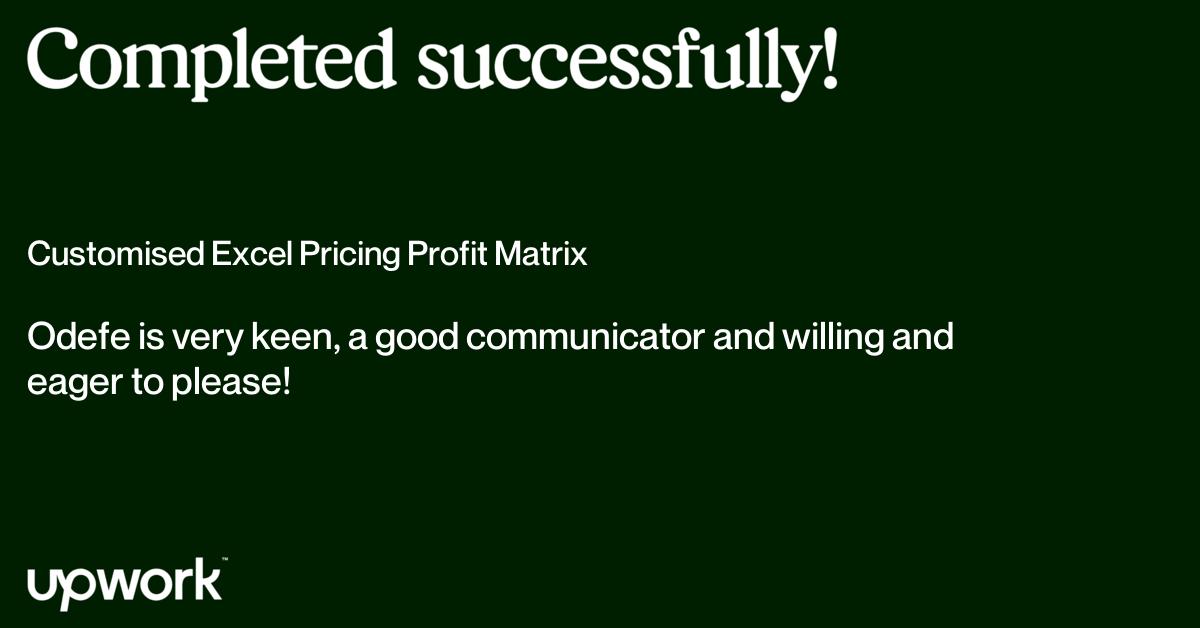 Completed successfully!
Customised Excel Pricing Profit Matrix
Odefe is very keen, a good communicator and willing and
eager to please!
upwork™